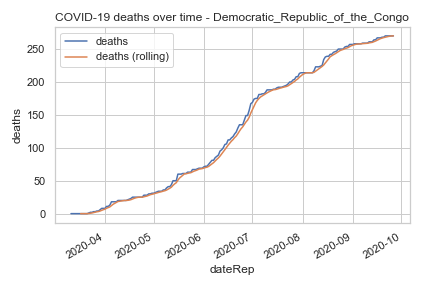 COVID-19 deaths over time - Democratic_Republic_of_the_Congo
deaths
deaths (rolling)
250
200
150
100
50
0
deaths
2020-04
2020-05
2020-06
2020-07
2020-08
2020-09
2020-10
dateRep